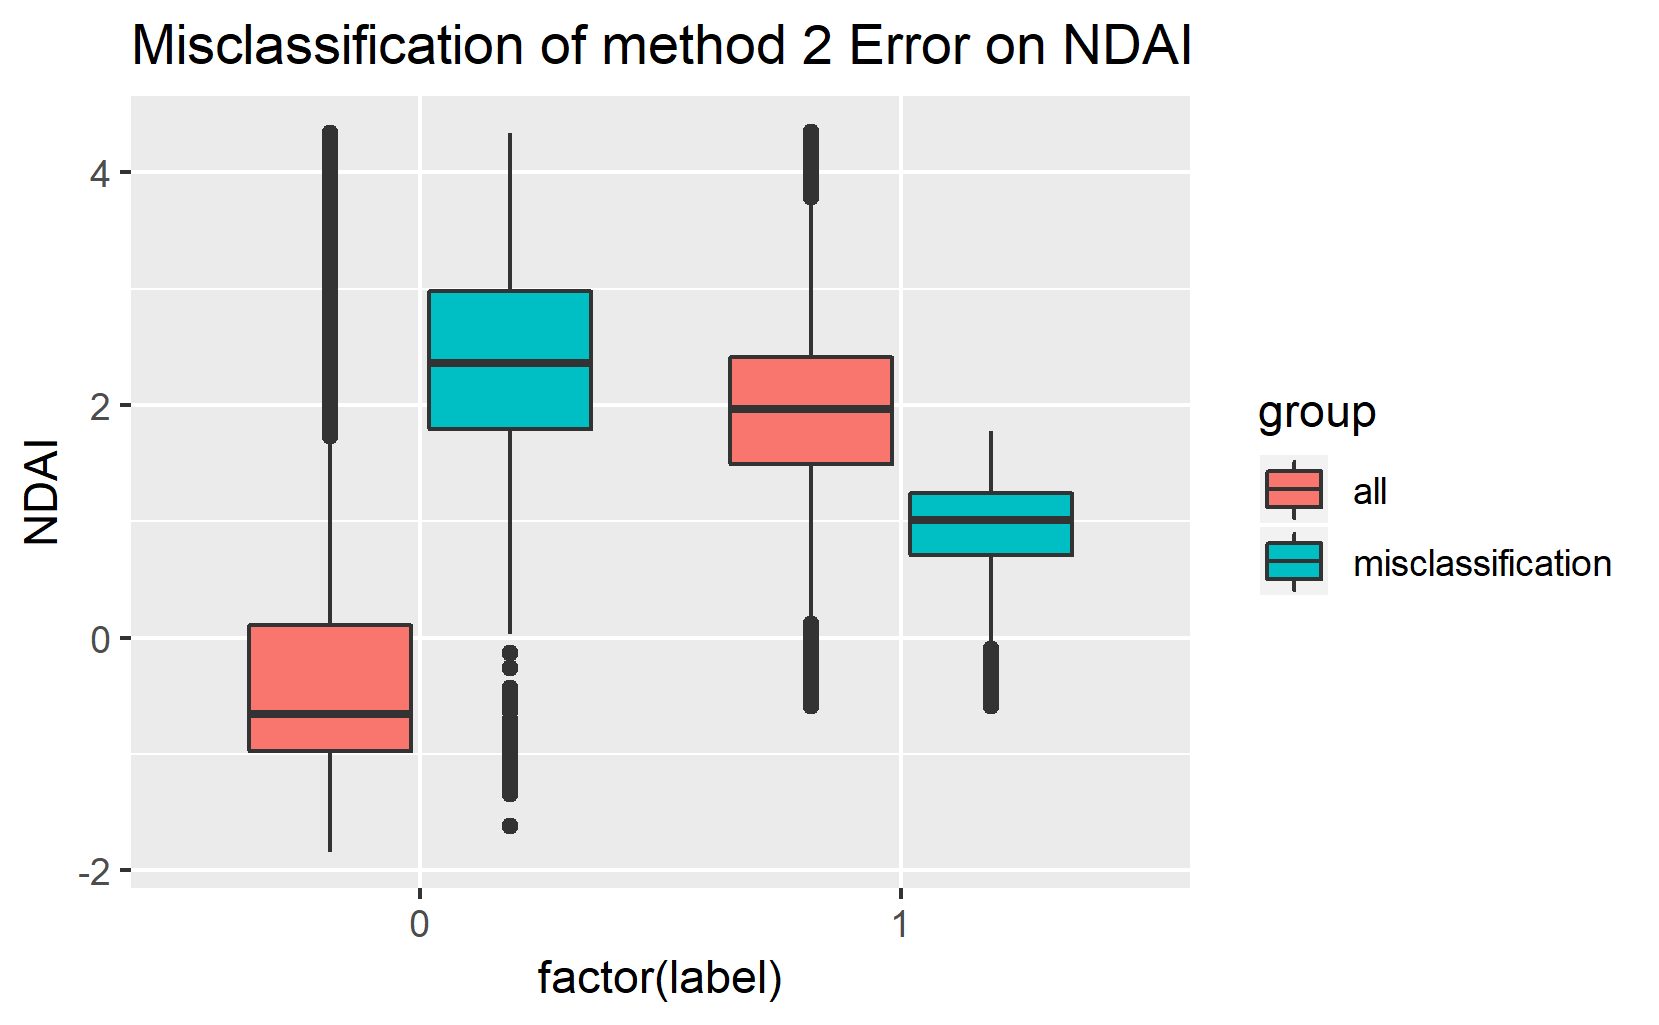 Misclassification of method 2 Error on NDAI
NDAI
4
2
0
-2
0
1
factor(label)
group
all
misclassification